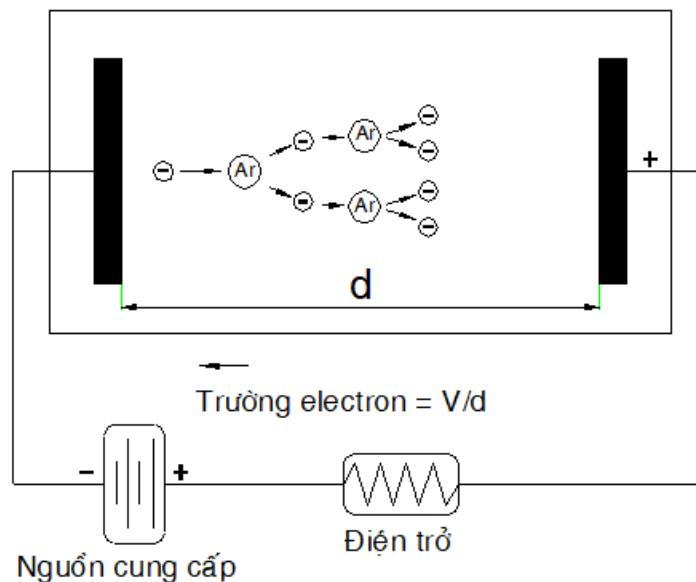 Ar
Ar
Ar
+
d
Trường electron = V/d
− +
Điện trở
Nguồn cung cấp